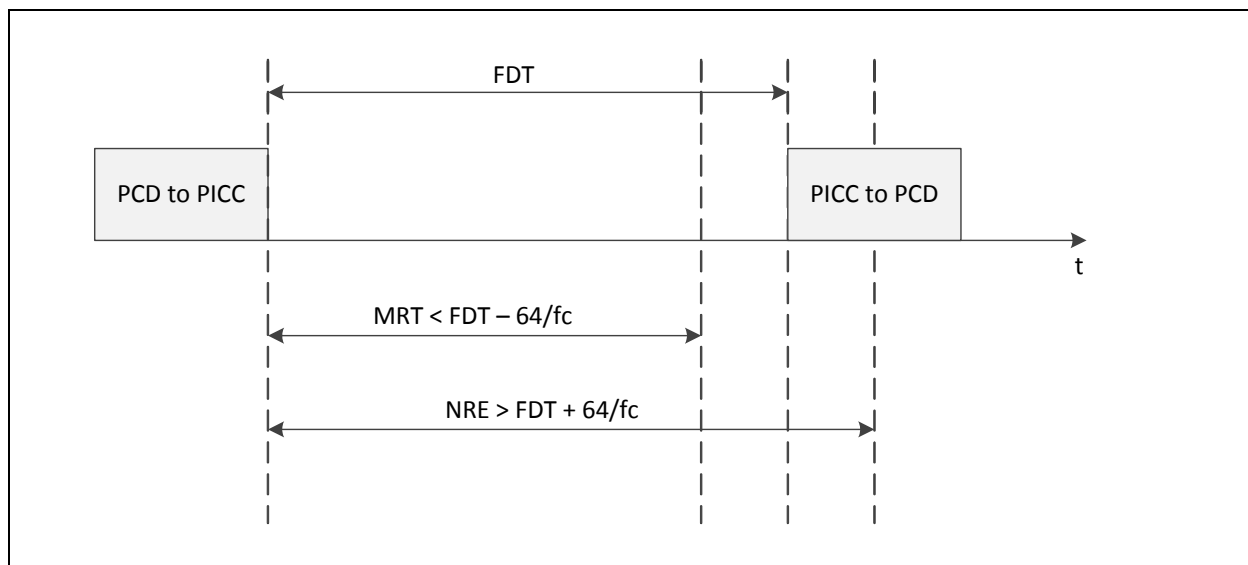 FDT
PCD to PICC
PICC to PCD
t
MRT < FDT – 64/fc
NRE > FDT + 64/fc